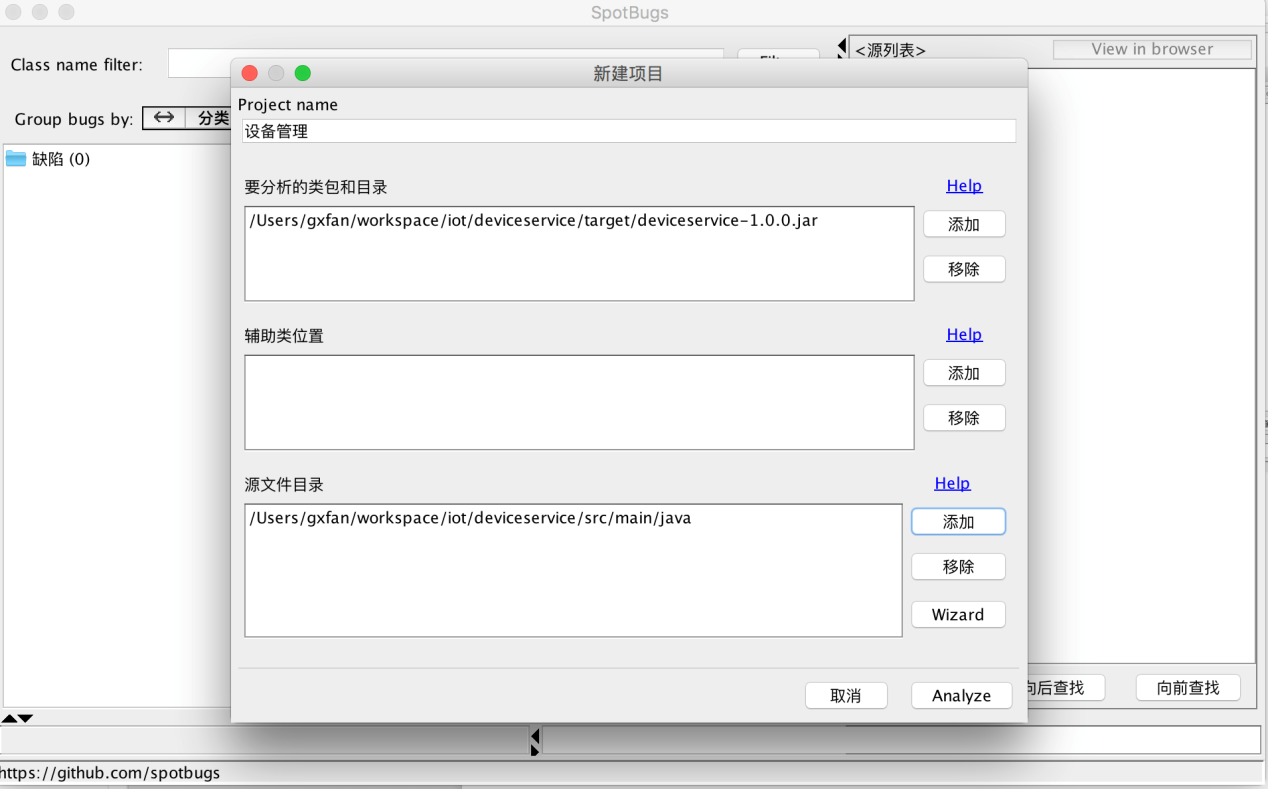 SpotBugs
Class name filter:
<源列表>
View in browser
新建项目
Project name
设备管理
Group bugs by:
分类
缺陷 (0)
要分析的类包和目录
Help
/Users/gxfan/workspace/iot/deviceservice/target/deviceservice-1.0.0.jar
添加
移除
辅助类位置
Help
添加
移除
源文件目录
Help
/Users/gxfan/workspace/iot/deviceservice/src/main/java
添加
移除
Wizard
取消
Analyze
向后查找
向前查找
https://github.com/spotbugs